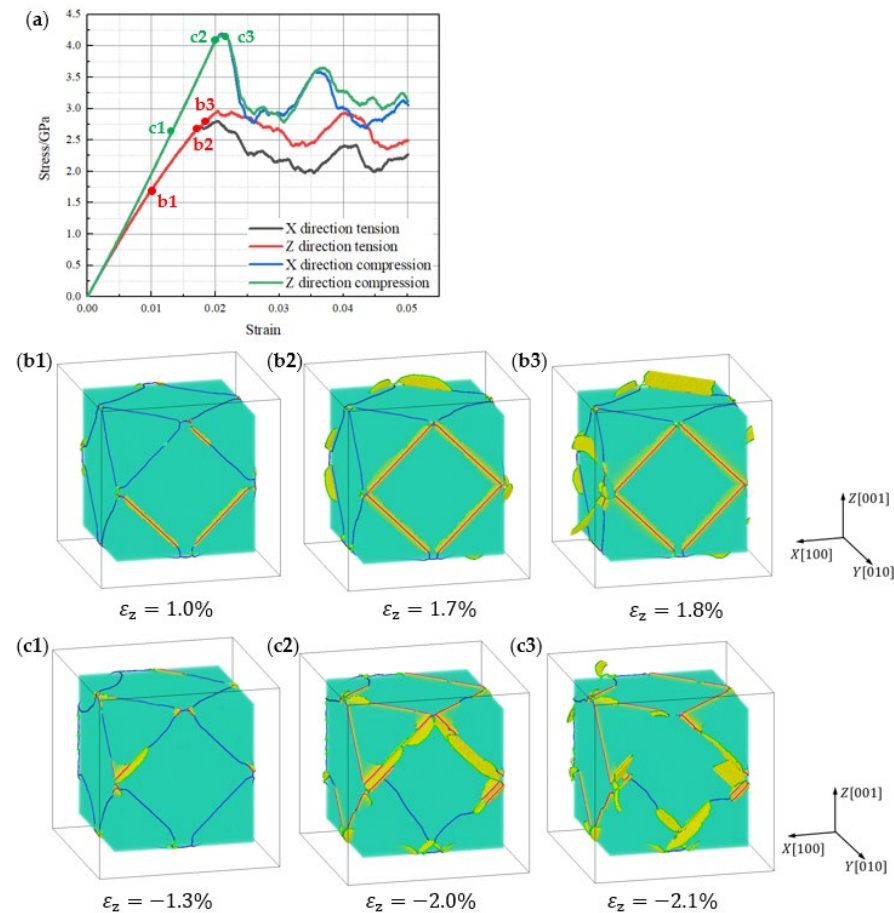 (a)
4.5
4.0
3.5
3.0
2.5
2.0
1.5
1.0
0.5
0.0
Stress/GPa
c2
c3
c1
b3
b2
b1
X direction tension
Z direction tension
X direction compression
Z direction compression
0.00 0.01 0.02 0.03 0.04 0.05
Strain
(b1) (b2) (b3)
Z[001]
X[100]
Y[010]
εz = 1.0% εz = 1.7% εz = 1.8%
(c1) (c2) (c3)
Z[001]
X[100]
Y[010]
εz = −1.3% εz = −2.0% εz = −2.1%